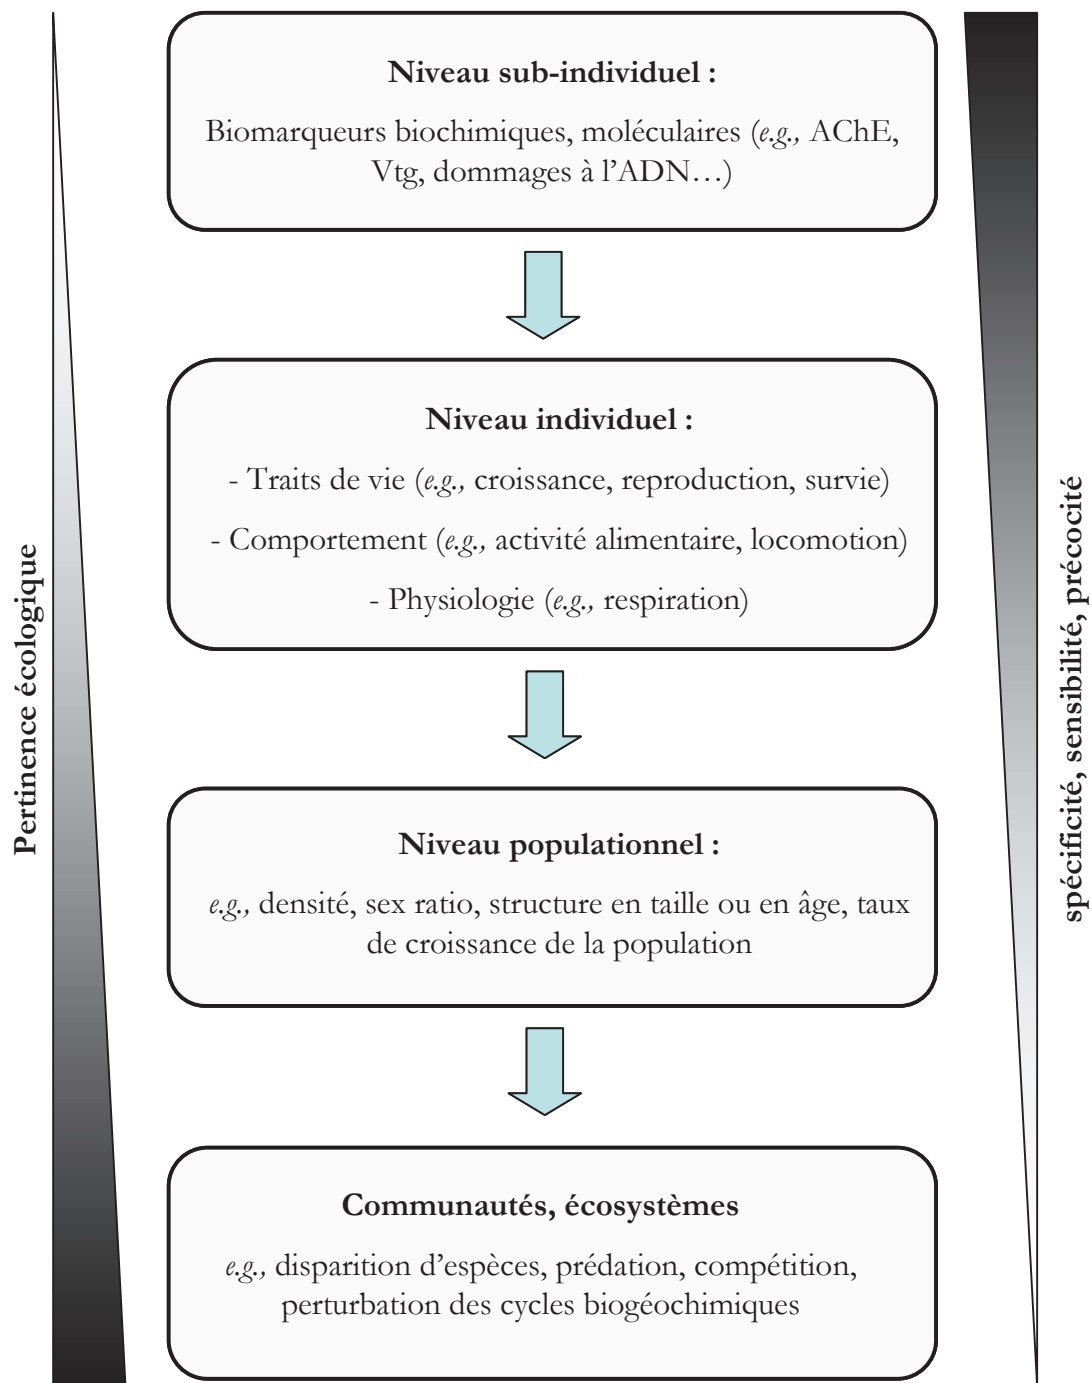 Niveau sub-individuel :
Biomarqueurs biochimiques, moléculaires (e.g., AChE,
Vtg, dommages à l'ADN…)
Niveau individuel :
- Traits de vie (e.g., croissance, reproduction, survie)
- Comportement (e.g., activité alimentaire, locomotion)
- Physiologie (e.g., respiration)
Niveau populationnel :
e.g., densité, sex ratio, structure en taille ou en âge, taux
de croissance de la population
Communautés, écosystèmes
e.g., disparition d'espèces, prédation, compétition,
perturbation des cycles biogéochimiques
Pertinence écologique
spécificité, sensibilité, précocité